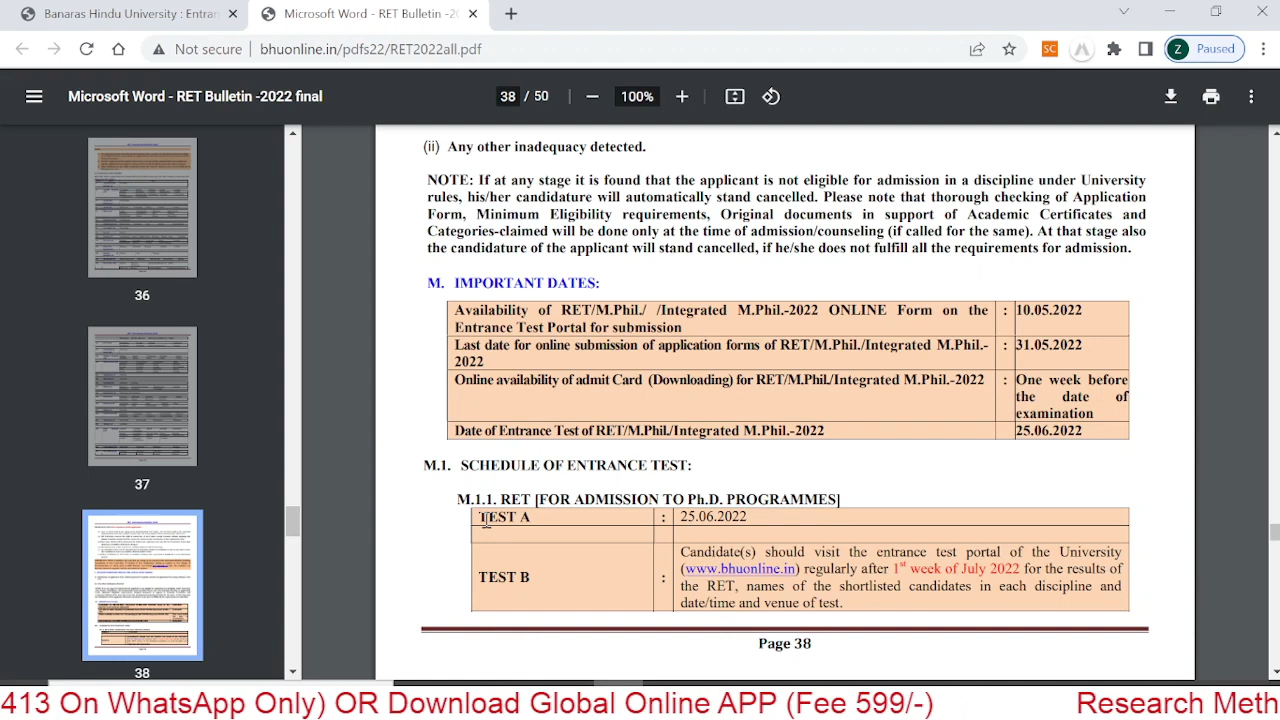 Banaras Hindu University : Entran
Microsoft Word - RET Bulletin -20
Not secure
bhuonline.in/pdfs22/RET2022all.pdf
SC
Z Paused
Microsoft Word - RET Bulletin -2022 final
38 / 50
100%
36
37
38
(ii) Any other inadequacy detected.
NOTE: If at any stage it is found that the applicant is not eligible for admission in a discipline under University
rules, his/her candidature will automatically stand cancelled. Please note that thorough checking of Application
Form, Minimum eligibility requirements, Original documents in support of Academic Certificates and
Categories-claimed will be done only at the time of admission/counseling (if called for the same). At that stage also
the candidature of the applicant will stand cancelled, if he/she does not fulfill all the requirements for admission.
M. IMPORTANT DATES:
Availability of RET/M.Phil./ /Integrated M.Phil.-2022 ONLINE Form on the : 10.05.2022
Entrance Test Portal for submission
Last date for online submission of application forms of RET/M.Phil./Integrated M.Phil.- : 31.05.2022
2022
Online availability of admit Card (Downloading) for RET/M.Phil/Integrated M.Phil.-2022 : One week before
the date of
examination
Date of Entrance Test of RET/M.Phil./Integrated M.Phil.-2022 : 25.06.2022
M.1. SCHEDULE OF ENTRANCE TEST:
M.1.1. RET [FOR ADMISSION TO Ph.D. PROGRAMMES]
TEST A : 25.06.2022
Candidate(s) should visit the entrance test portal of the University
(www.bhuonline.in) regularly after 1st week of July 2022 for the results of
TEST B :
the RET, names of the shortlisted candidates in each discipline and
date/time and venue of test.
Page 38
413 On WhatsApp Only) OR Download Global Online APP (Fee 599/-) Research Meth